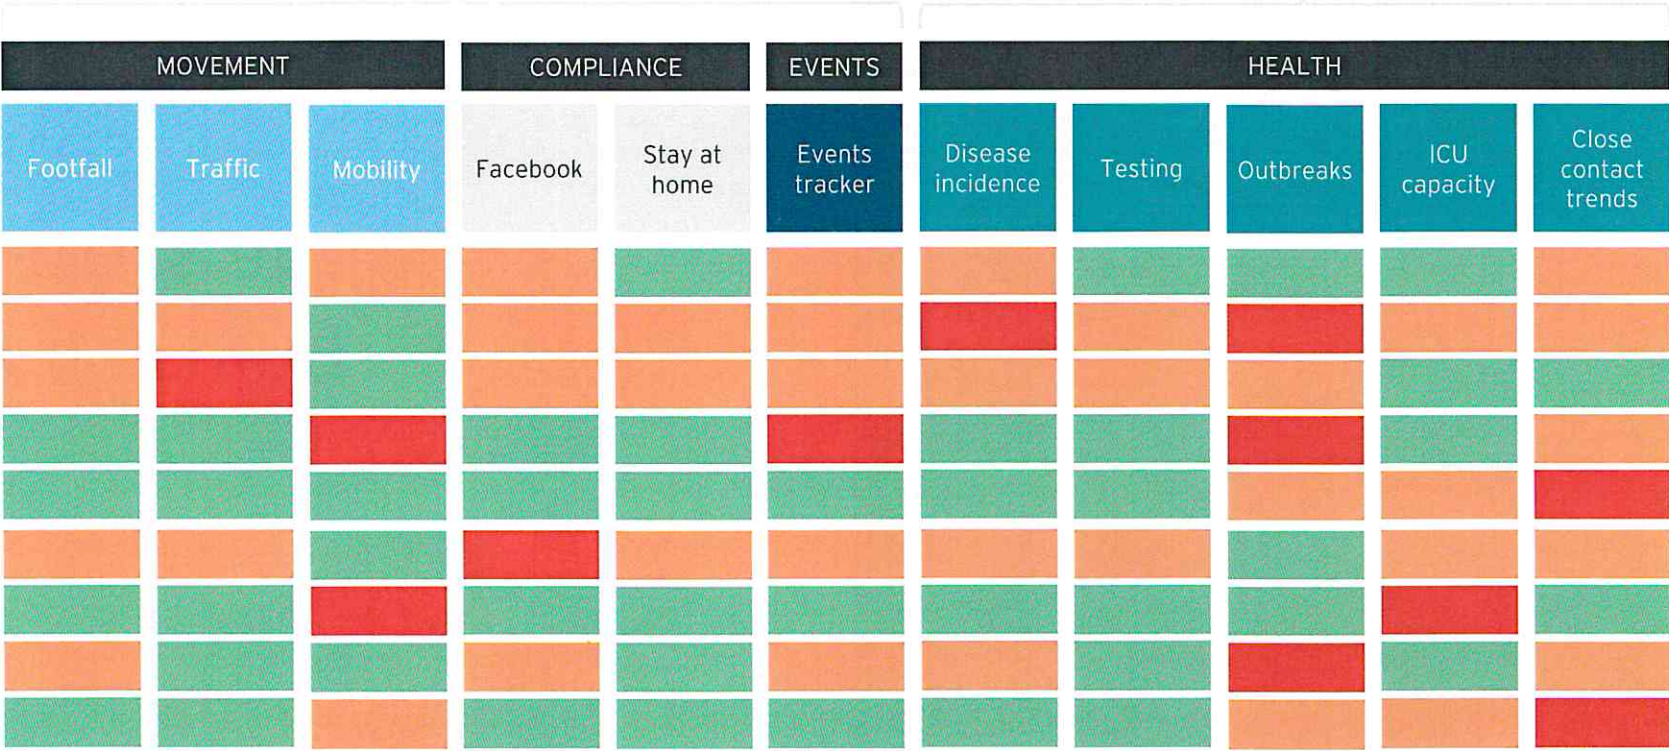 MOVEMENT
COMPLIANCE
EVENTS
HEALTH
Footfall
Traffic
Mobility
Facebook
Stay at
home
Events
tracker
Disease
incidence
Testing
Outbreaks
ICU
capacity
Close
contact
trends